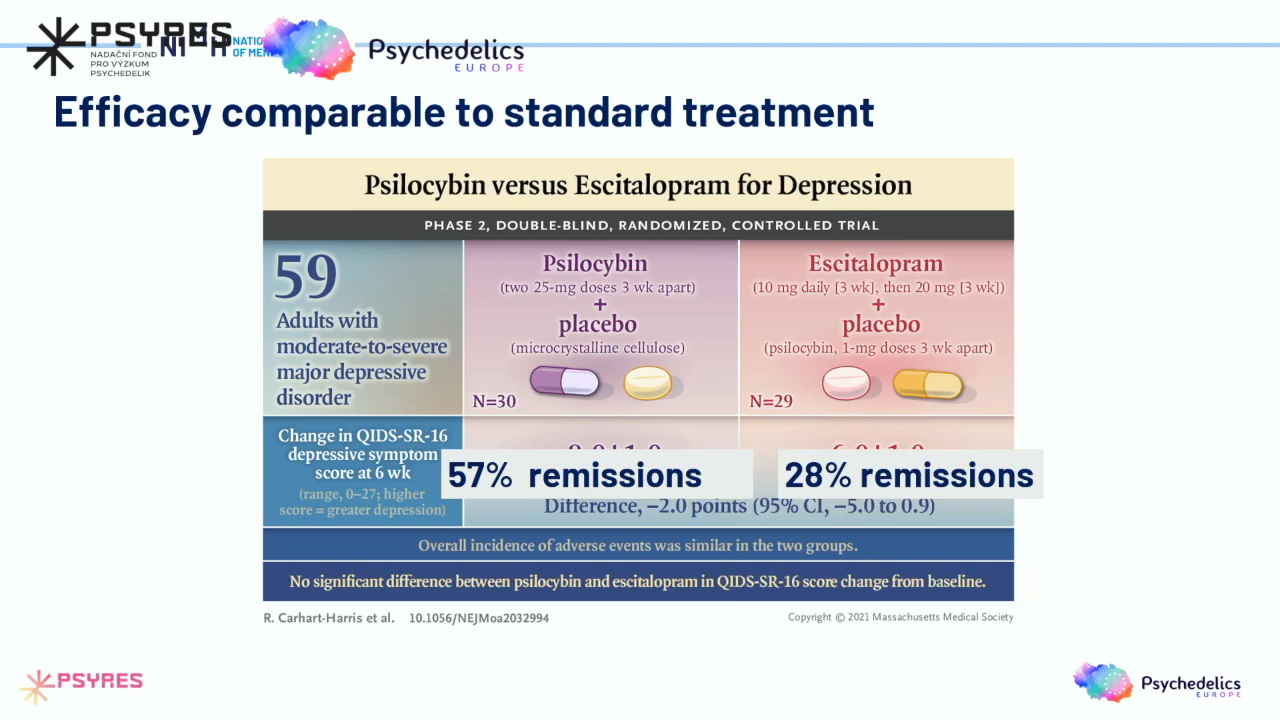 PSYRES
NADAČNÍ FOND
PRO VÝZKUM
PSYCHEDELIK
Psychedelics
EUROPE
Efficacy comparable to standard treatment
Psilocybin versus Escitalopram for Depression
PHASE 2, DOUBLE-BLIND, RANDOMIZED, CONTROLLED TRIAL
59
Adults with
moderate-to-severe
major depressive
disorder
Psilocybin
(two 25-mg doses 3 wk apart)
+
placebo
(microcrystalline cellulose)
N=30
Escitalopram
(10 mg daily [3 wk], then 20 mg [3 wk])
+
placebo
(psilocybin, 1-mg doses 3 wk apart)
N=29
Change in QIDS-SR-16
depressive symptom
score at 6 wk
(range, 0–27; higher
score = greater depression)
57% remissions
28% remissions
Difference, −2.0 points (95% CI, −5.0 to 0.9)
Overall incidence of adverse events was similar in the two groups.
No significant difference between psilocybin and escitalopram in QIDS-SR-16 score change from baseline.
R. Carhart-Harris et al. 10.1056/NEJMoa2032994
Copyright © 2021 Massachusetts Medical Society
PSYRES
Psychedelics
EUROPE